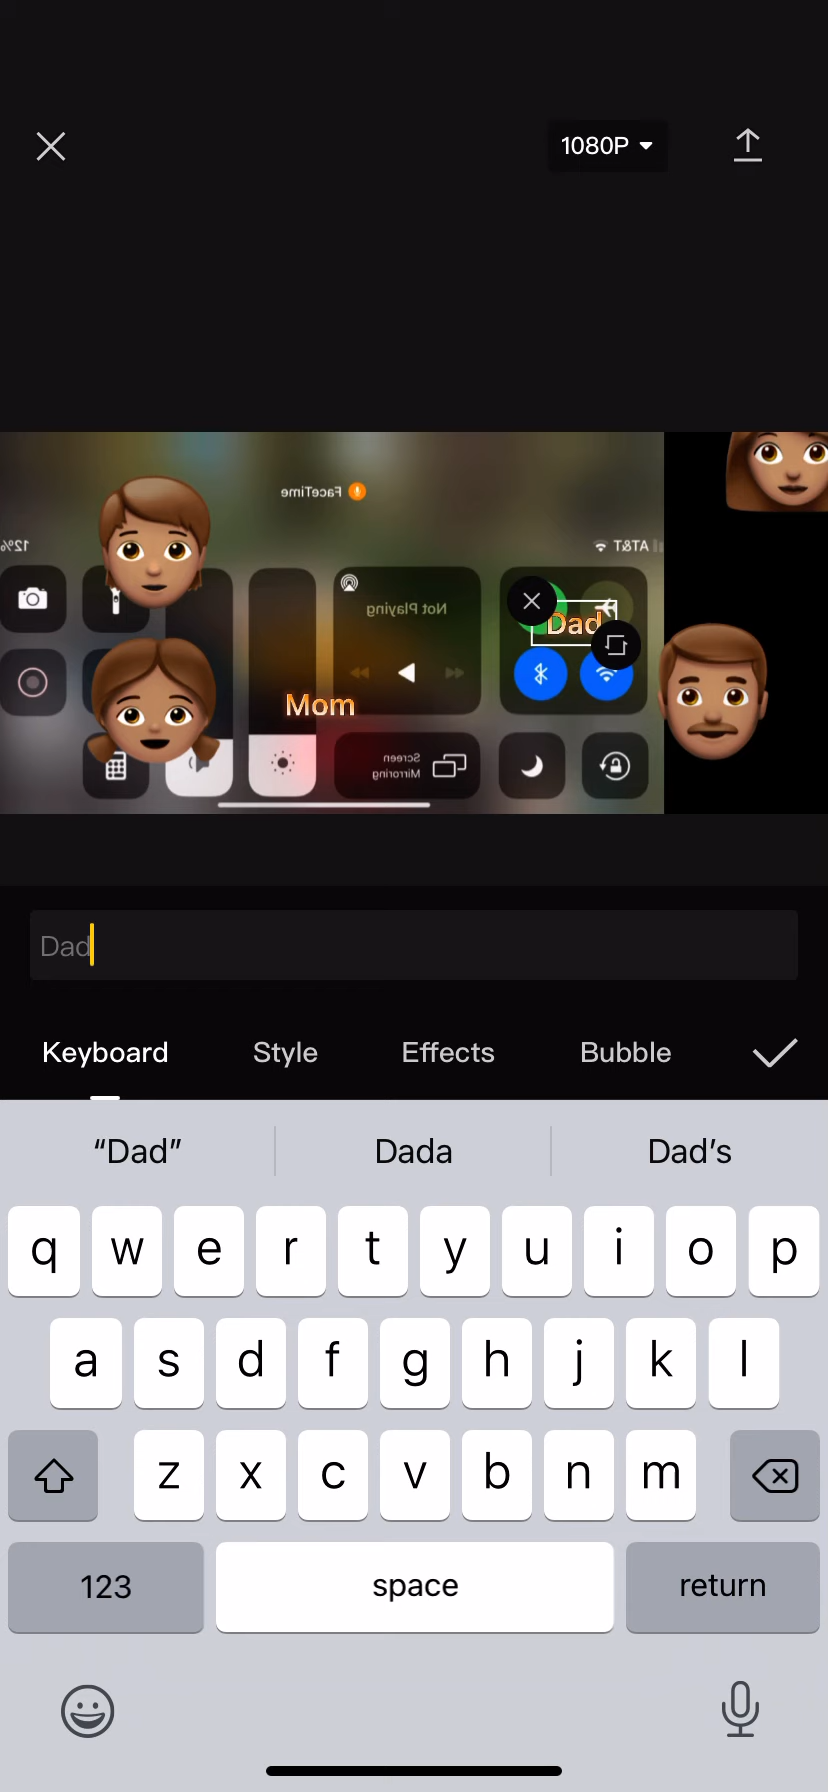 1080P
FaceTime
12%
AT&T
Not Playing
Dad
Mom
Screen
Mirroring
Dad
Keyboard Style Effects Bubble
“Dad” Dada Dad’s
q w e r t y u i o p
a s d f g h j k l
z x c v b n m
123 space return